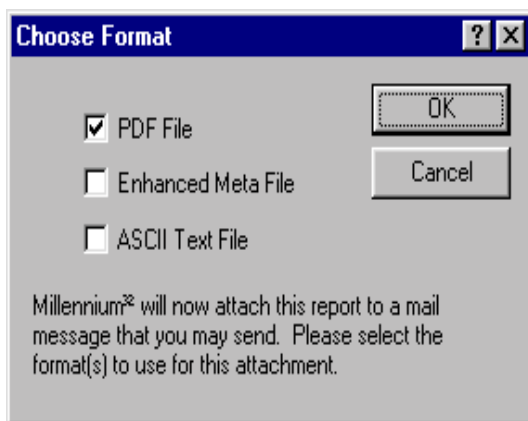 Choose Format
? X
PDF File
OK
Enhanced Meta File
Cancel
ASCII Text File
Millennium³² will now attach this report to a mail
message that you may send. Please select the
format(s) to use for this attachment.